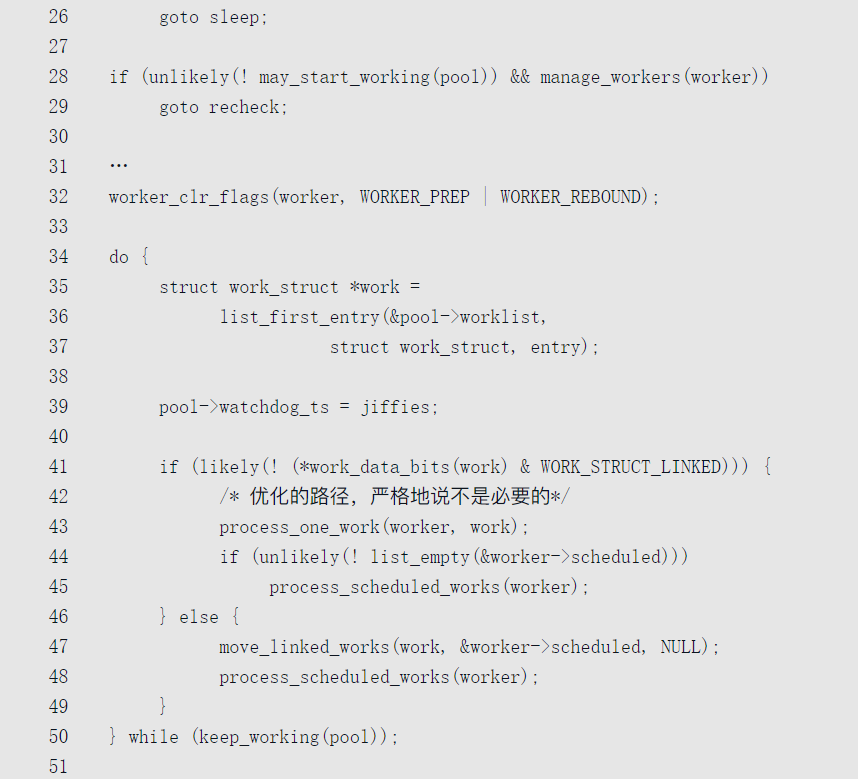 26 goto sleep;
27
28 if (unlikely(! may_start_working(pool)) && manage_workers(worker))
29 goto recheck;
30
31 …
32 worker_clr_flags(worker, WORKER_PREP | WORKER_REBOUND);
33
34 do {
35 struct work_struct *work =
36 list_first_entry(&pool->worklist,
37 struct work_struct, entry);
38
39 pool->watchdog_ts = jiffies;
40
41 if (likely(! (*work_data_bits(work) & WORK_STRUCT_LINKED))) {
42 /* 优化的路径，严格地说不是必要的*/
43 process_one_work(worker, work);
44 if (unlikely(! list_empty(&worker->scheduled)))
45 process_scheduled_works(worker);
46 } else {
47 move_linked_works(work, &worker->scheduled, NULL);
48 process_scheduled_works(worker);
49 }
50 } while (keep_working(pool));
51